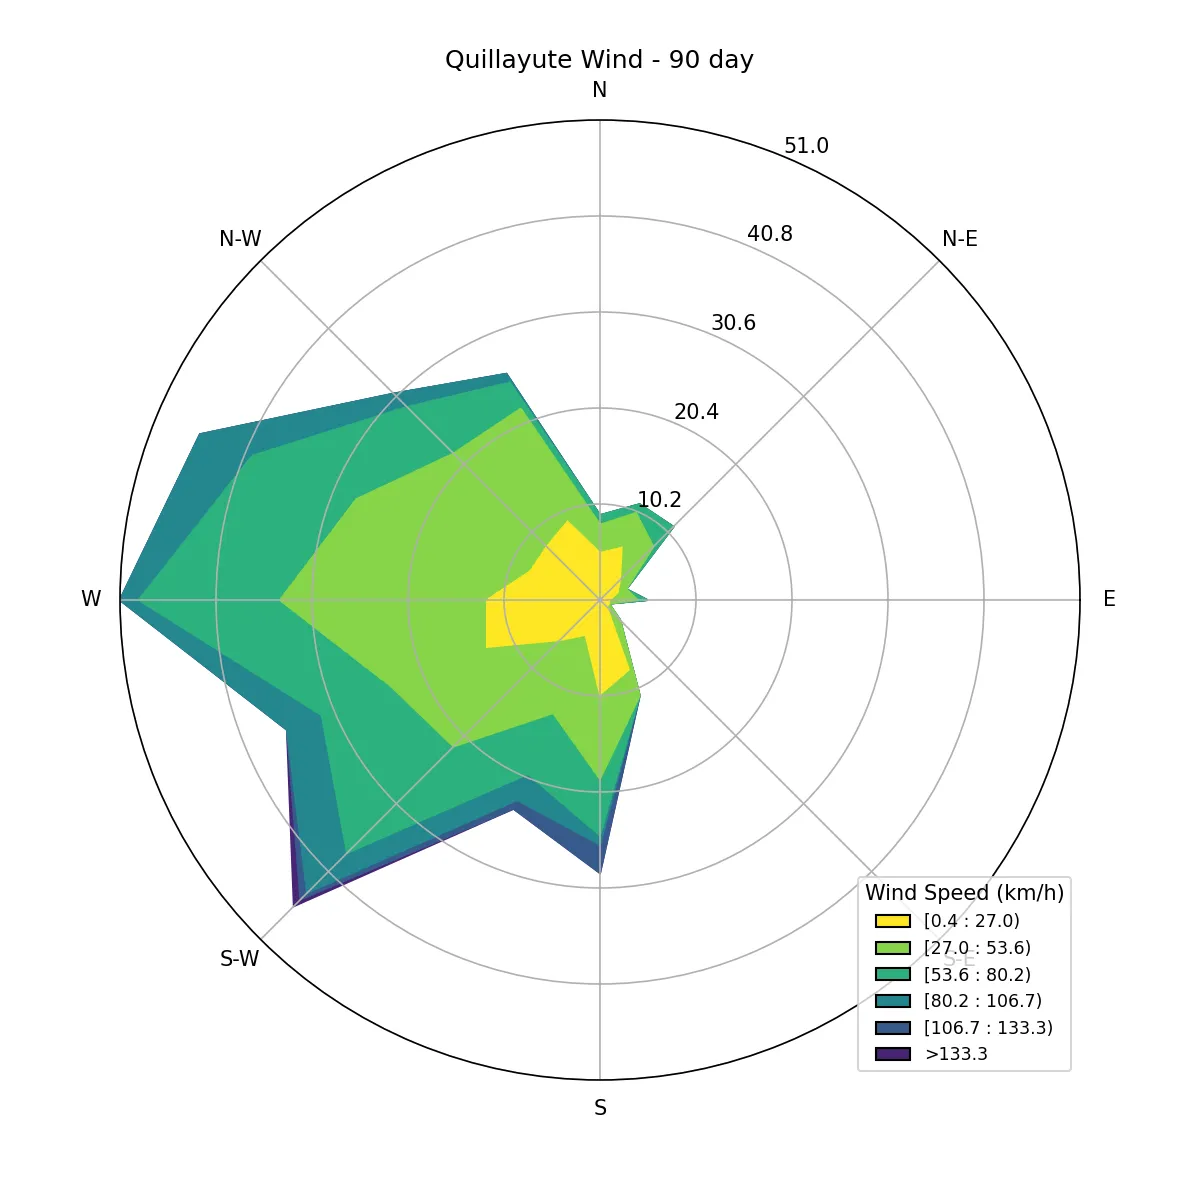 Quillayute Wind - 90 day
N
51.0
N-W
40.8
N-E
30.6
20.4
10.2
W
E
S-W
S-E
S
Wind Speed (km/h)
[0.4 : 27.0)
[27.0 : 53.6)
[53.6 : 80.2)
[80.2 : 106.7)
[106.7 : 133.3)
>133.3